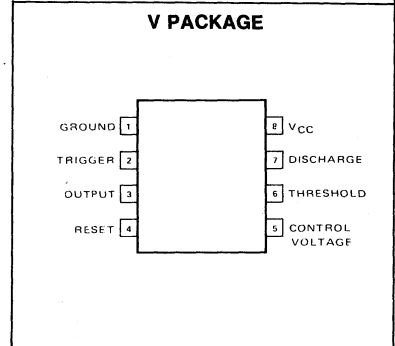 V PACKAGE
GROUND 1
8 VCC
TRIGGER 2
7 DISCHARGE
OUTPUT 3
6 THRESHOLD
RESET 4
5 CONTROL
VOLTAGE